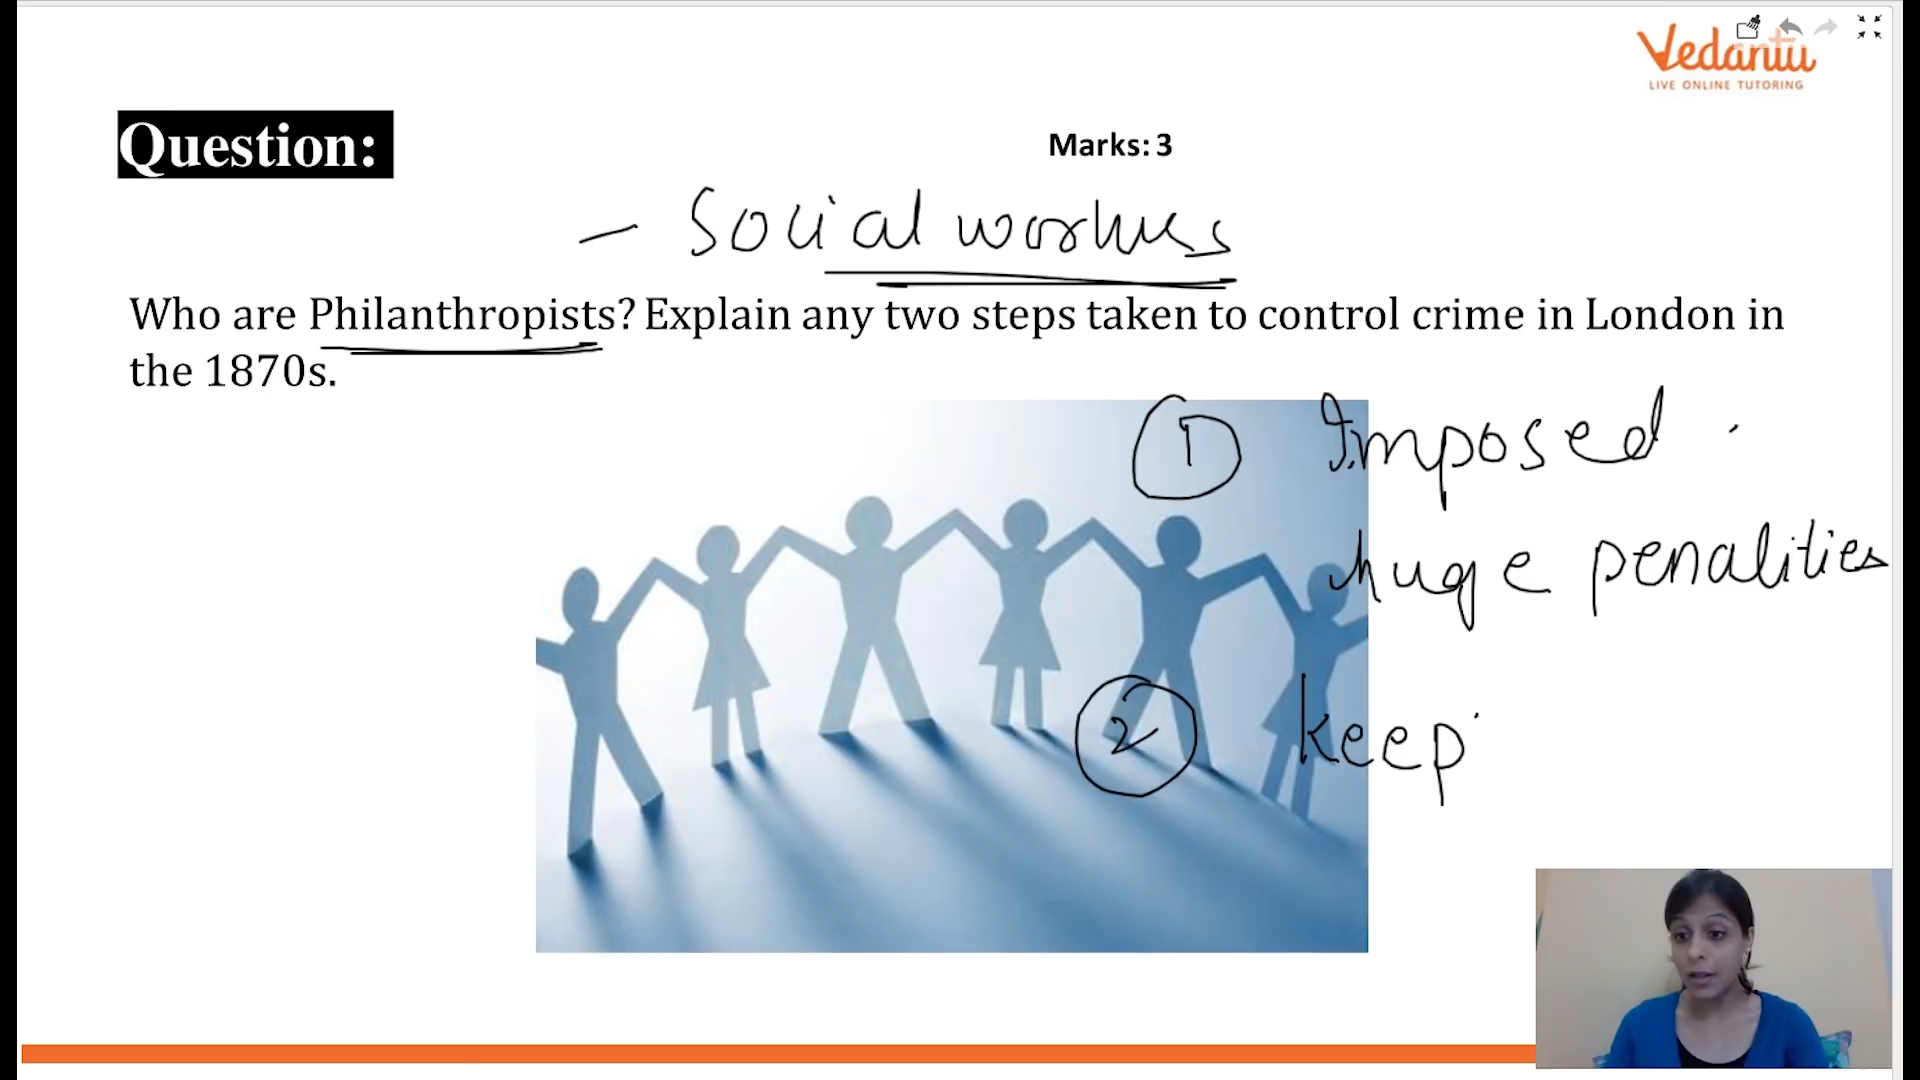 Vedantu
LIVE ONLINE TUTORING
Question:
Marks: 3
- Social workers
Who are Philanthropists? Explain any two steps taken to control crime in London in
the 1870s.
1 Imposed
huge penalities
2 keep